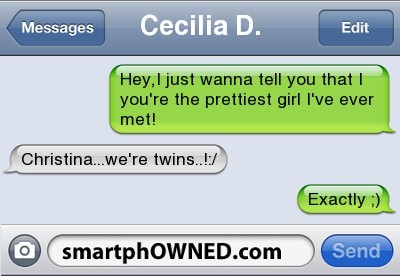 Messages
Cecilia D.
Edit
Hey,I just wanna tell you that I
you're the prettiest girl I've ever
met!
Christina...we're twins..!:/
Exactly ;)
smartphOWNED.com
Send